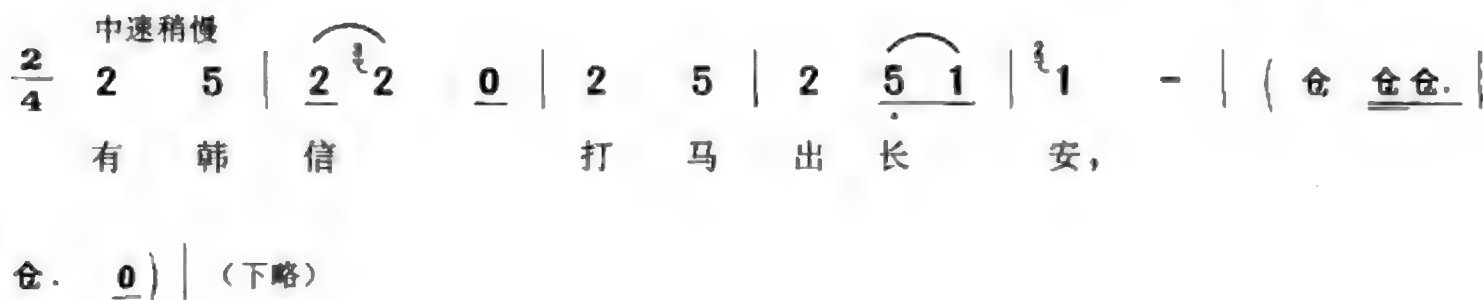 中速稍慢
2/4 2 5 | 2 2 0 | 2 5 | 2 5 1 | 1 - | ( 仓 仓仓. |
有 韩 信 打 马 出 长 安,
仓. 0 ) | (下略)